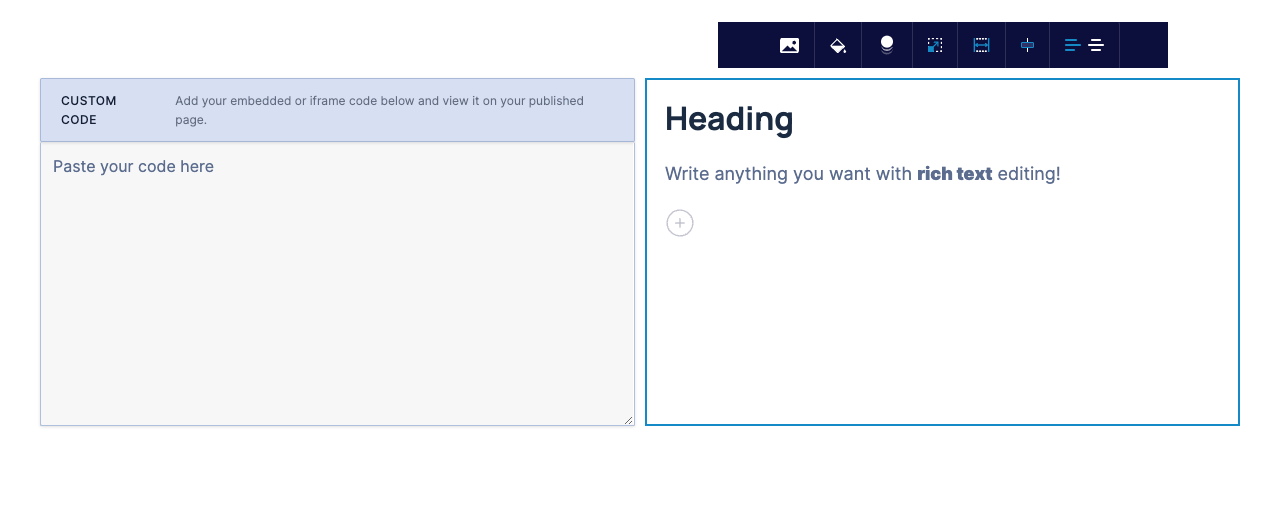 CUSTOM
CODE
Add your embedded or iframe code below and view it on your published
page.
Paste your code here
Heading
Write anything you want with rich text editing!